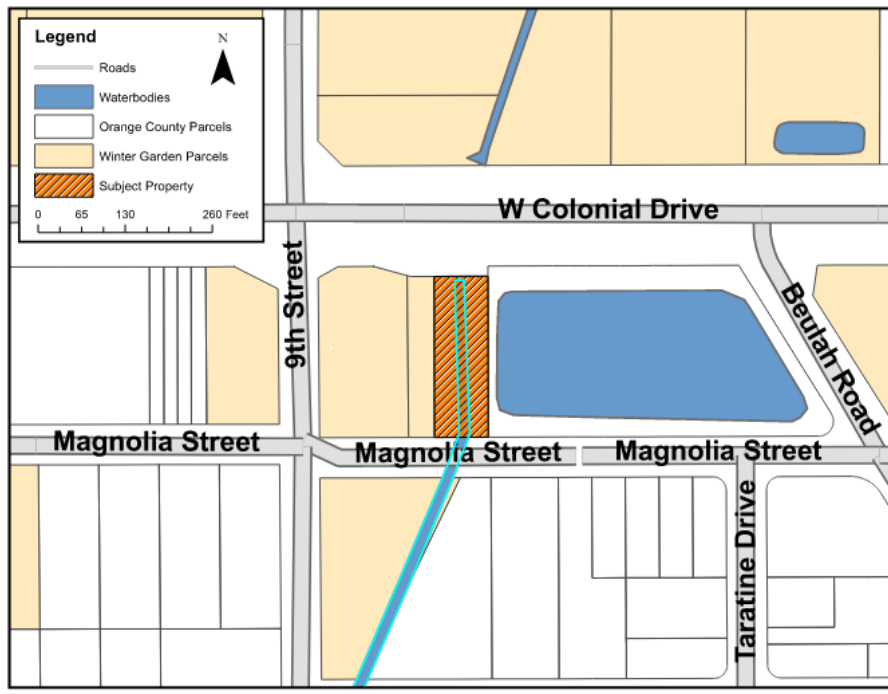 Legend
N
Roads
Waterbodies
Orange County Parcels
Winter Garden Parcels
Subject Property
0 65 130 260 Feet
W Colonial Drive
9th Street
Beulah Road
Magnolia Street
Magnolia Street
Magnolia Street
Taratine Drive